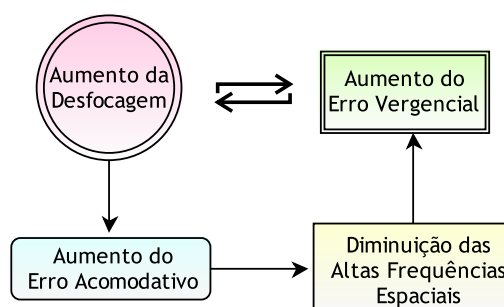 Aumento da
Desfocagem
Aumento do
Erro Vergencial
Aumento do
Erro Acomodativo
Diminuição das
Altas Frequências
Espaciais